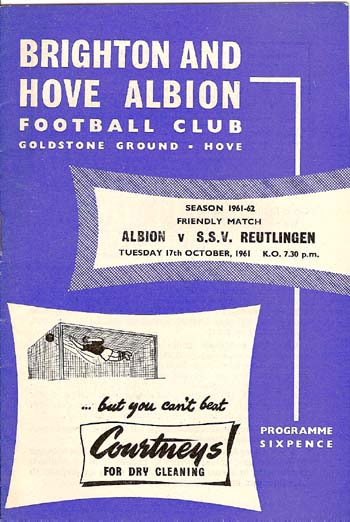 BRIGHTON AND
HOVE ALBION
FOOTBALL CLUB
GOLDSTONE GROUND - HOVE
SEASON 1961-62
FRIENDLY MATCH
ALBION v S.S.V. REUTLINGEN
TUESDAY 17th OCTOBER, 1961 K.O. 7.30 p.m.
... but you can't beat
Courtneys
FOR DRY CLEANING
PROGRAMME
SIXPENCE